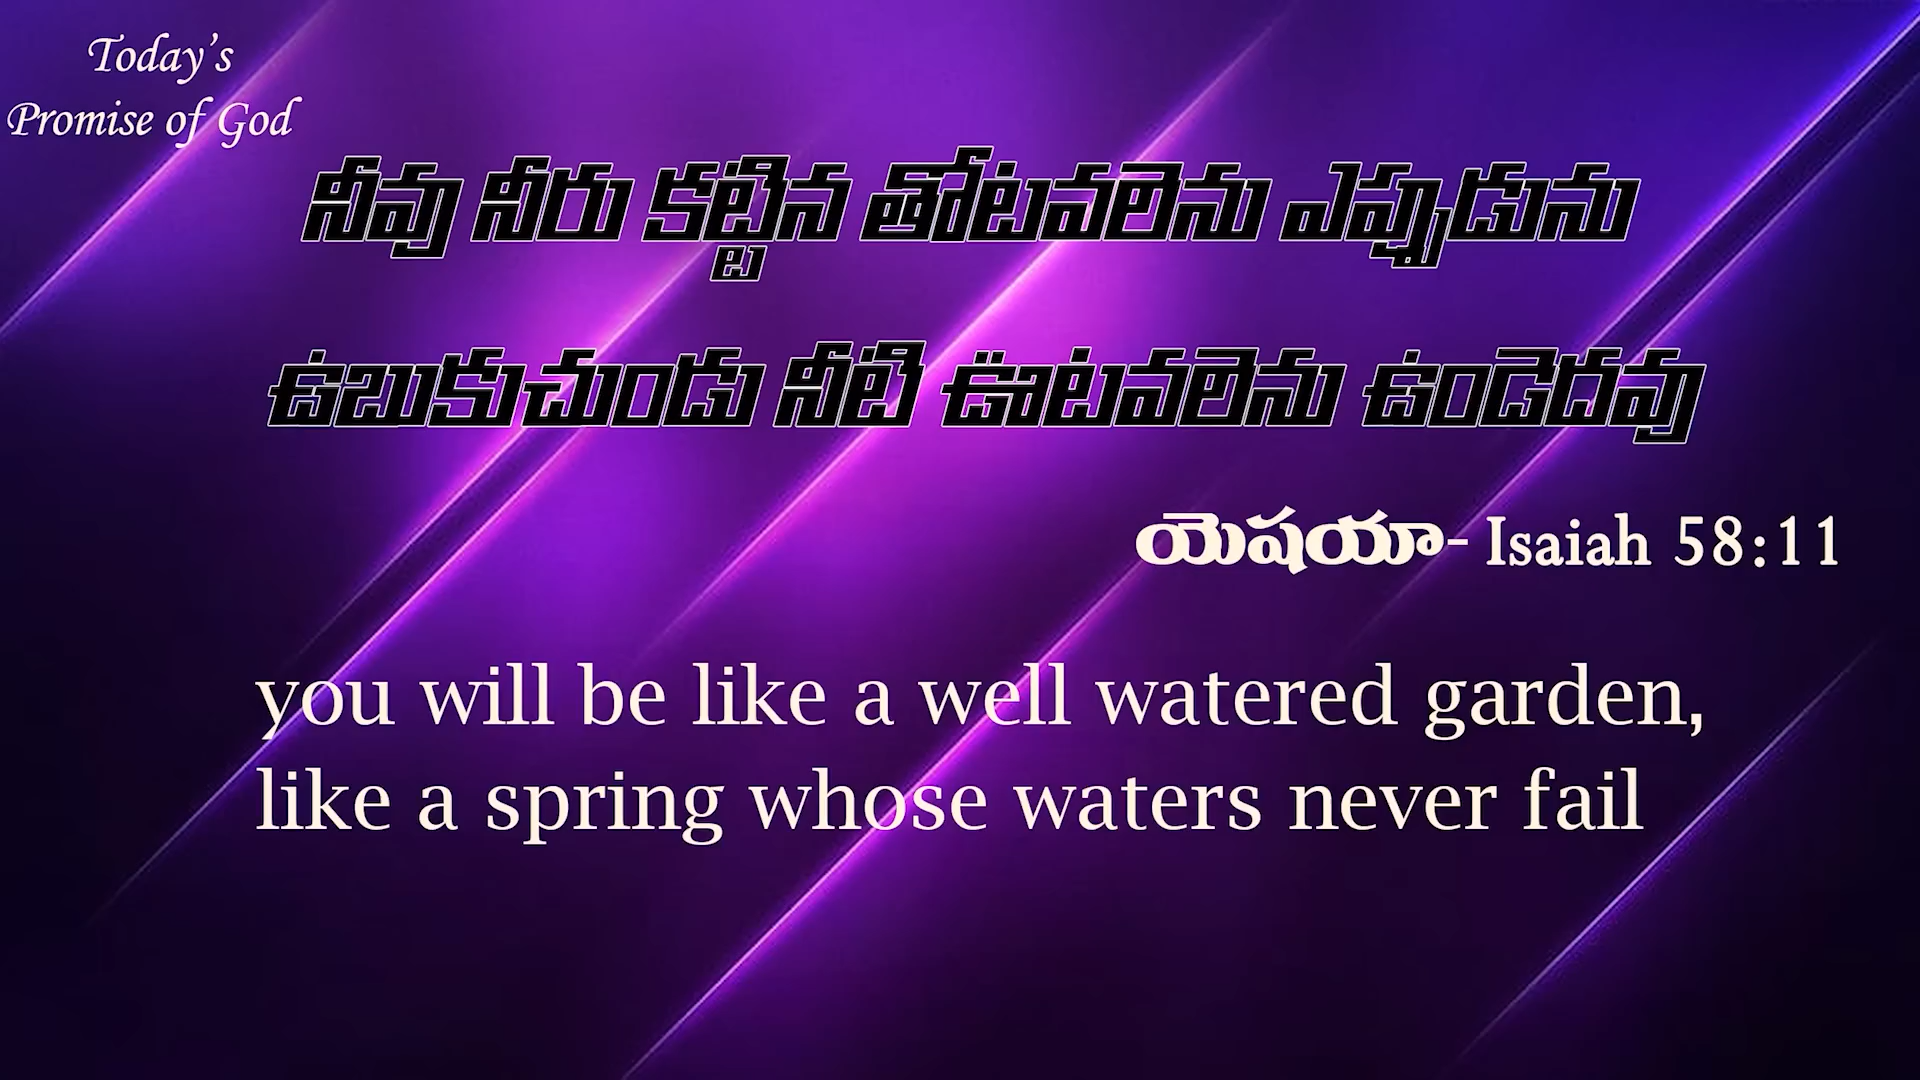 Today's
Promise of God
నీవు నీరు కట్టిన తోటవలెను ఎప్పుడును
ఉబుకుచుండు నీటి ఊటవలెను ఉండెదవు
యెషయా- Isaiah 58:11
you will be like a well watered garden,
like a spring whose waters never fail